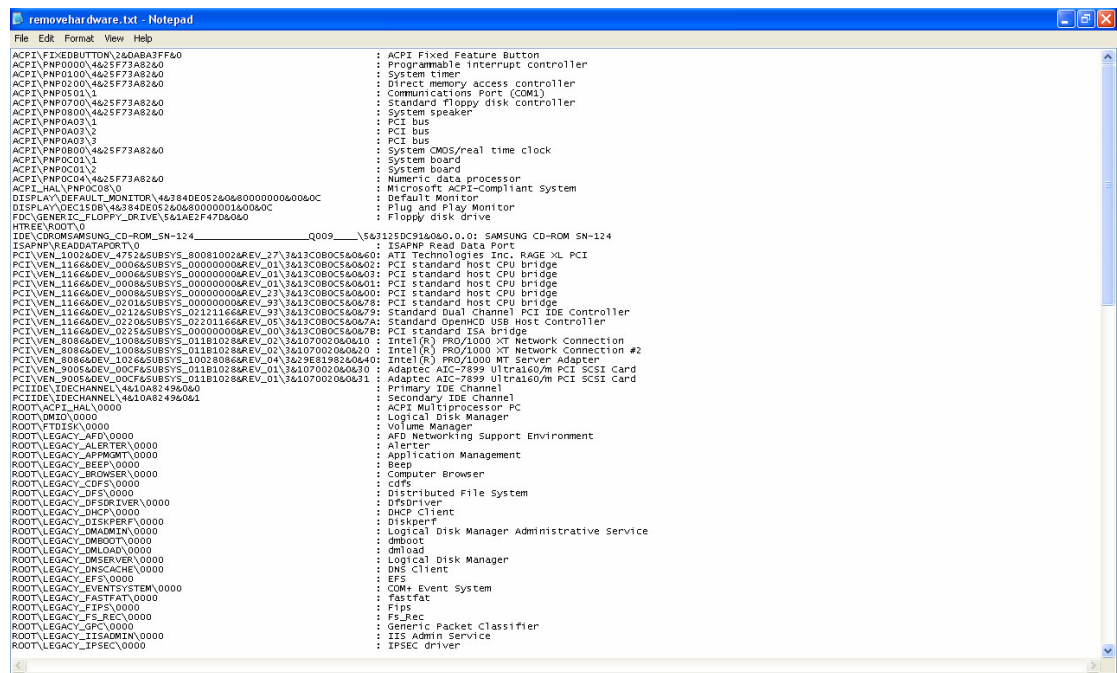 removehardware.txt - Notepad
File Edit Format View Help
ACPI\FIXEDBUTTON\2&DABA3FF&0 : ACPI Fixed Feature Button
ACPI\PNP0000\4&25F73A82&0 : Programmable interrupt controller
ACPI\PNP0100\4&25F73A82&0 : System timer
ACPI\PNP0200\4&25F73A82&0 : Direct memory access controller
ACPI\PNP0501\1 : Communications Port (COM1)
ACPI\PNP0700\4&25F73A82&0 : Standard floppy disk controller
ACPI\PNP0800\4&25F73A82&0 : System speaker
ACPI\PNP0A03\1 : PCI bus
ACPI\PNP0A03\2 : PCI bus
ACPI\PNP0A03\3 : PCI bus
ACPI\PNP0B00\4&25F73A82&0 : System CMOS/real time clock
ACPI\PNP0C01\1 : System board
ACPI\PNP0C01\2 : System board
ACPI\PNP0C04\4&25F73A82&0 : Numeric data processor
ACPI_HAL\PNP0C08\0 : Microsoft ACPI-Compliant System
DISPLAY\DEFAULT_MONITOR\4&384DE052&0&80000000&00&0C : Default Monitor
DISPLAY\OEC15DB\4&384DE052&0&80000001&00&0C : Plug and Play Monitor
FDC\GENERIC_FLOPPY_DRIVE\5&1AE2F47D&0&0 : Floppy disk drive
HTREE\ROOT\0 :
IDE\CDROMSAMSUNG_CD-ROM_SN-124_________________________Q009____\5&3125DC91&0&0.0.0: SAMSUNG CD-ROM SN-124
ISAPNP\READDATAPORT\0 : ISAPNP Read Data Port
PCI\VEN_1002&DEV_4752&SUBSYS_80081002&REV_27\3&13C0B0C5&0&60: ATI Technologies Inc. RAGE XL PCI
PCI\VEN_1166&DEV_0006&SUBSYS_00000000&REV_01\3&13C0B0C5&0&02: PCI standard host CPU bridge
PCI\VEN_1166&DEV_0006&SUBSYS_00000000&REV_01\3&13C0B0C5&0&03: PCI standard host CPU bridge
PCI\VEN_1166&DEV_0008&SUBSYS_00000000&REV_01\3&13C0B0C5&0&01: PCI standard host CPU bridge
PCI\VEN_1166&DEV_0008&SUBSYS_00000000&REV_23\3&13C0B0C5&0&00: PCI standard host CPU bridge
PCI\VEN_1166&DEV_0201&SUBSYS_00000000&REV_93\3&13C0B0C5&0&78: PCI standard host CPU bridge
PCI\VEN_1166&DEV_0212&SUBSYS_02121166&REV_93\3&13C0B0C5&0&79: Standard Dual Channel PCI IDE Controller
PCI\VEN_1166&DEV_0220&SUBSYS_02201166&REV_05\3&13C0B0C5&0&7A: Standard OpenHCD USB Host Controller
PCI\VEN_1166&DEV_0225&SUBSYS_00000000&REV_00\3&13C0B0C5&0&7B: PCI standard ISA bridge
PCI\VEN_8086&DEV_1008&SUBSYS_011B1028&REV_02\3&1070020&0&10 : Intel(R) PRO/1000 XT Network Connection
PCI\VEN_8086&DEV_1008&SUBSYS_011B1028&REV_02\3&1070020&0&20 : Intel(R) PRO/1000 XT Network Connection #2
PCI\VEN_8086&DEV_1026&SUBSYS_10028086&REV_04\3&29E81982&0&40: Intel(R) PRO/1000 MT Server Adapter
PCI\VEN_9005&DEV_00CF&SUBSYS_011B1028&REV_01\3&1070020&0&30 : Adaptec AIC-7899 Ultra160/m PCI SCSI Card
PCI\VEN_9005&DEV_00CF&SUBSYS_011B1028&REV_01\3&1070020&0&31 : Adaptec AIC-7899 Ultra160/m PCI SCSI Card
PCIIDE\IDECHANNEL\4&10A8249&0&0 : Primary IDE Channel
PCIIDE\IDECHANNEL\4&10A8249&0&1 : Secondary IDE Channel
ROOT\ACPI_HAL\0000 : ACPI Multiprocessor PC
ROOT\DMIO\0000 : Logical Disk Manager
ROOT\FTDISK\0000 : Volume Manager
ROOT\LEGACY_AFD\0000 : AFD Networking Support Environment
ROOT\LEGACY_ALERTER\0000 : Alerter
ROOT\LEGACY_APPMGMT\0000 : Application Management
ROOT\LEGACY_BEEP\0000 : Beep
ROOT\LEGACY_BROWSER\0000 : Computer Browser
ROOT\LEGACY_CDFS\0000 : cdfs
ROOT\LEGACY_DFS\0000 : Distributed File System
ROOT\LEGACY_DFSDRIVER\0000 : DfsDriver
ROOT\LEGACY_DHCP\0000 : DHCP Client
ROOT\LEGACY_DISKPERF\0000 : Diskperf
ROOT\LEGACY_DMADMIN\0000 : Logical Disk Manager Administrative Service
ROOT\LEGACY_DMBOOT\0000 : dmboot
ROOT\LEGACY_DMLOAD\0000 : dmload
ROOT\LEGACY_DMSERVER\0000 : Logical Disk Manager
ROOT\LEGACY_DNSCACHE\0000 : DNS Client
ROOT\LEGACY_EFS\0000 : EFS
ROOT\LEGACY_EVENTSYSTEM\0000 : COM+ Event System
ROOT\LEGACY_FASTFAT\0000 : fastfat
ROOT\LEGACY_FIPS\0000 : Fips
ROOT\LEGACY_FS_REC\0000 : Fs_Rec
ROOT\LEGACY_GPC\0000 : Generic Packet Classifier
ROOT\LEGACY_IISADMIN\0000 : IIS Admin Service
ROOT\LEGACY_IPSEC\0000 : IPSEC driver